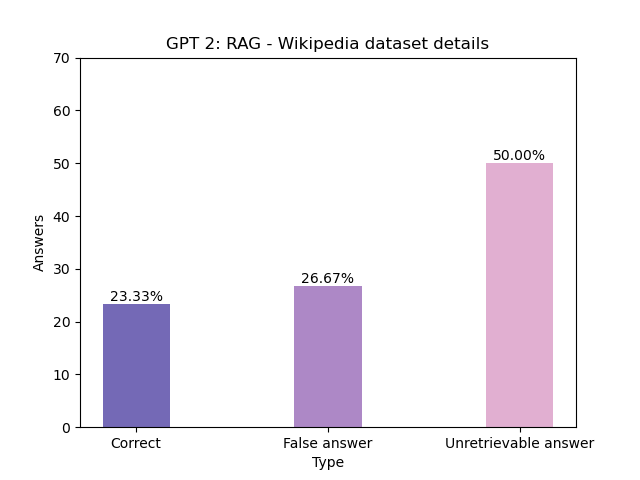 GPT 2: RAG - Wikipedia dataset details
70
60
50
40
30
20
10
0
Answers
23.33%
26.67%
50.00%
Correct
False answer
Unretrievable answer
Type